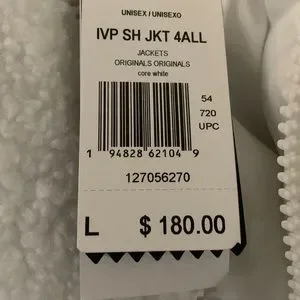 UNISEX / UNISEXO
IVP SH JKT 4ALL
JACKETS
ORIGINALS ORIGINALS
core white
54
720
UPC
1 94828 62104 9
127056270
L $ 180.00